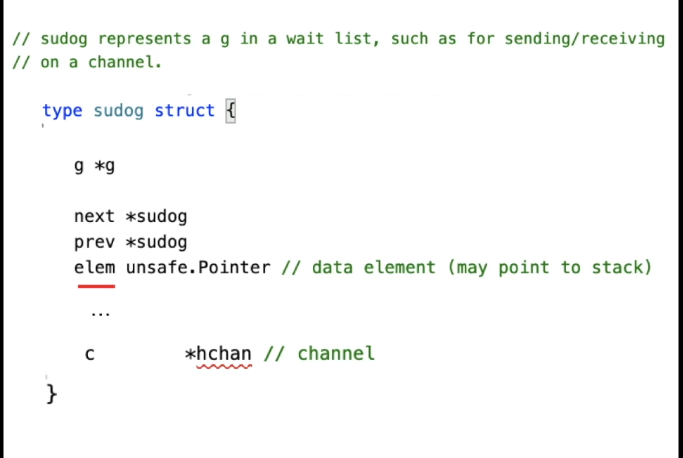 // sudog represents a g in a wait list, such as for sending/receiving
// on a channel.
type sudog struct {
g *g
next *sudog
prev *sudog
elem unsafe.Pointer // data element (may point to stack)
...
c *hchan // channel
}